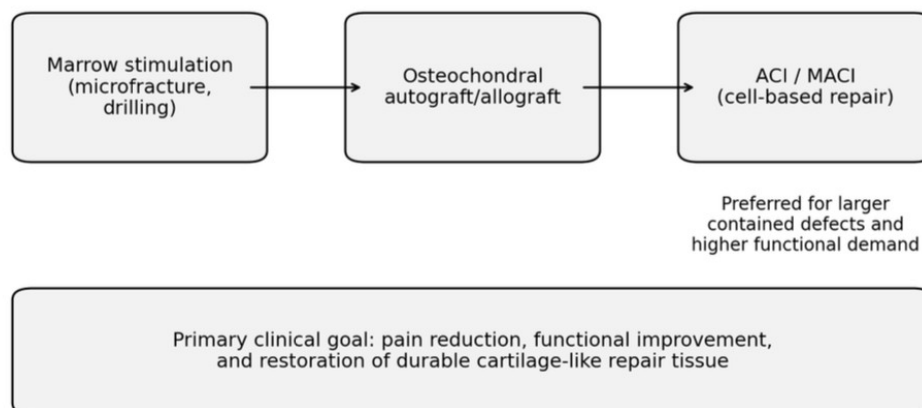 Marrow stimulation
(microfracture,
drilling)
Osteochondral
autograft/allograft
ACI / MACI
(cell-based repair)
Preferred for larger
contained defects and
higher functional demand
Primary clinical goal: pain reduction, functional improvement,
and restoration of durable cartilage-like repair tissue